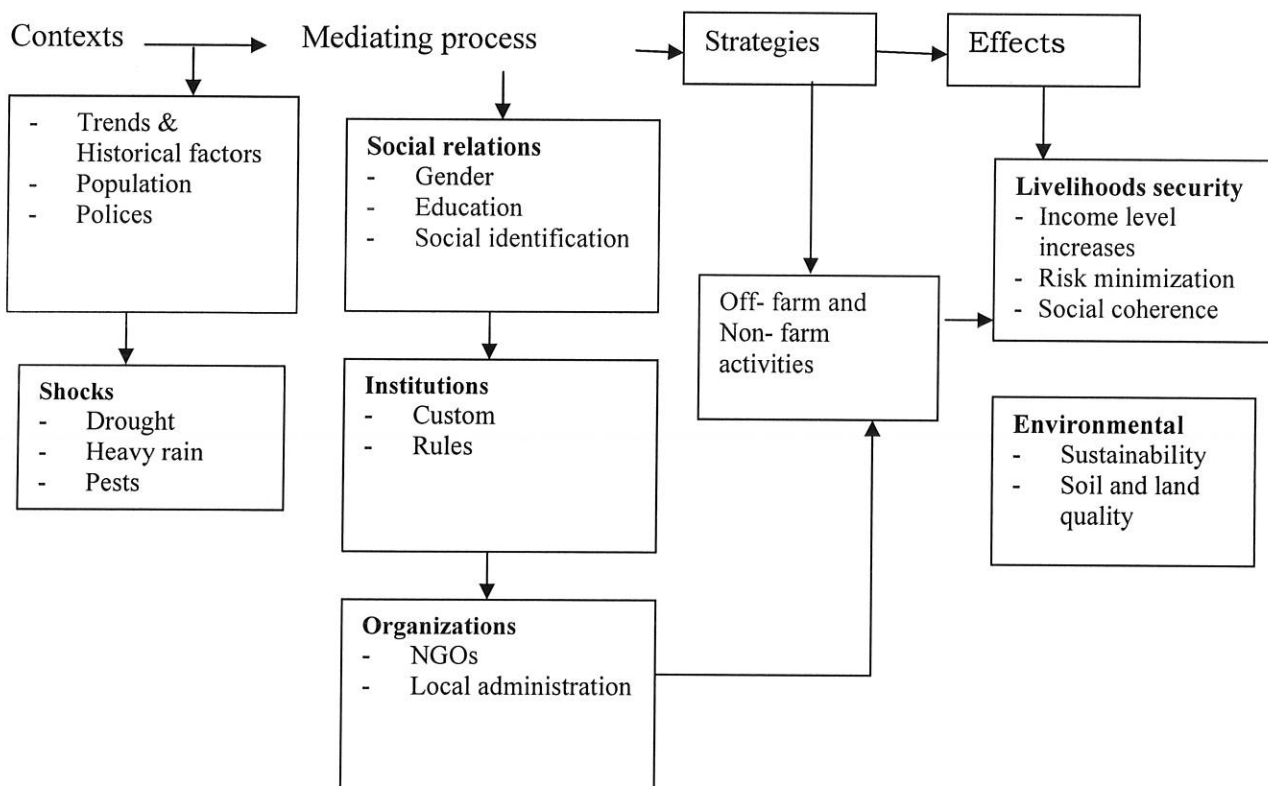 Contexts
Mediating process
Strategies
Effects
- Trends &
Historical factors
- Population
- Polices
Shocks
- Drought
- Heavy rain
- Pests
Social relations
- Gender
- Education
- Social identification
Institutions
- Custom
- Rules
Organizations
- NGOs
- Local administration
Off- farm and
Non- farm
activities
Livelihoods security
- Income level
increases
- Risk minimization
- Social coherence
Environmental
- Sustainability
- Soil and land
quality